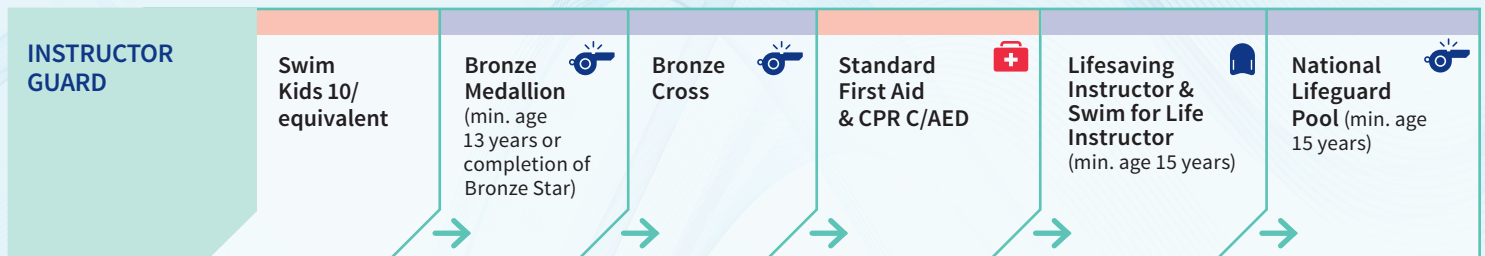 INSTRUCTOR
GUARD
Swim
Kids 10/
equivalent
Bronze
Medallion
(min. age
13 years or
completion of
Bronze Star)
Bronze
Cross
Standard
First Aid
& CPR C/AED
Lifesaving
Instructor &
Swim for Life
Instructor
(min. age 15 years)
National
Lifeguard
Pool (min. age
15 years)